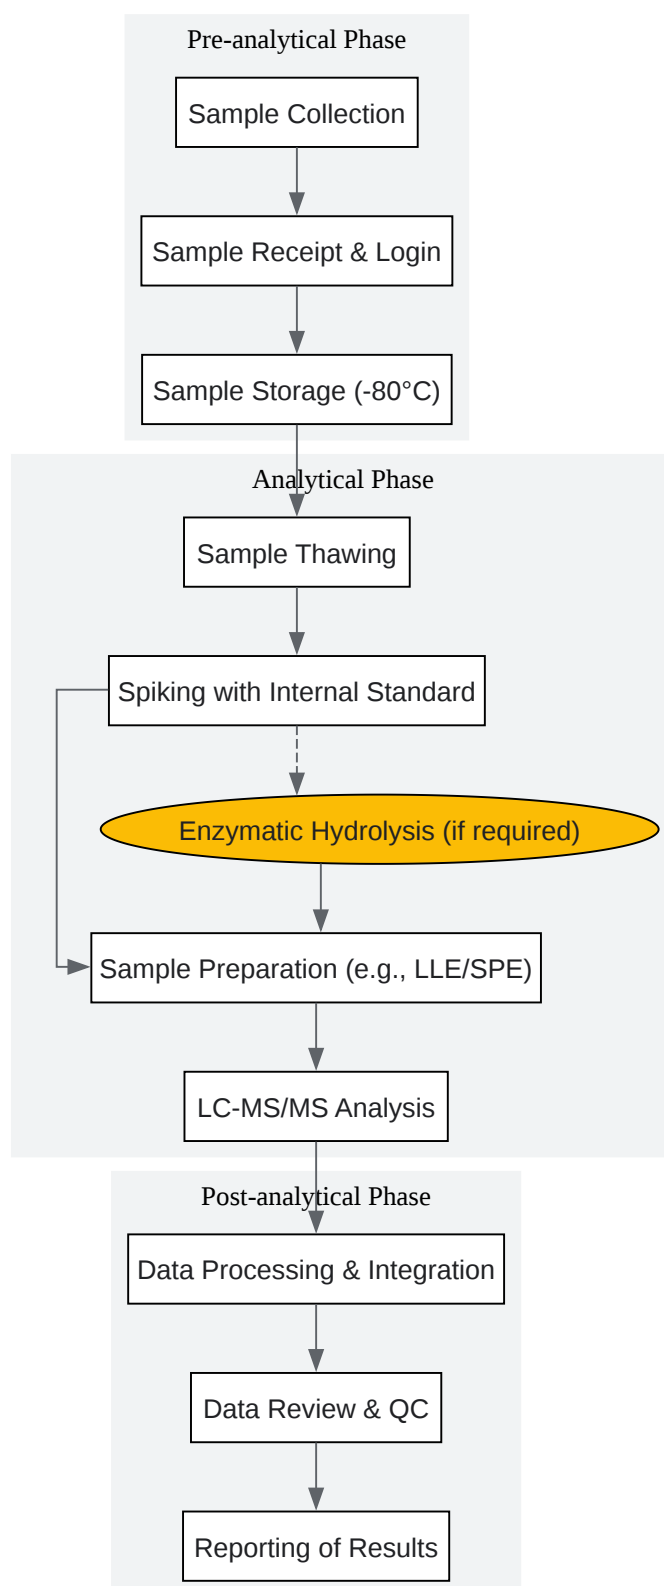 Pre-analytical Phase
Sample Collection
Sample Receipt & Login
Sample Storage (-80°C)
Analytical Phase
Sample Thawing
Spiking with Internal Standard
Enzymatic Hydrolysis (if required)
Sample Preparation (e.g., LLE/SPE)
LC-MS/MS Analysis
Post-analytical Phase
Data Processing & Integration
Data Review & QC
Reporting of Results